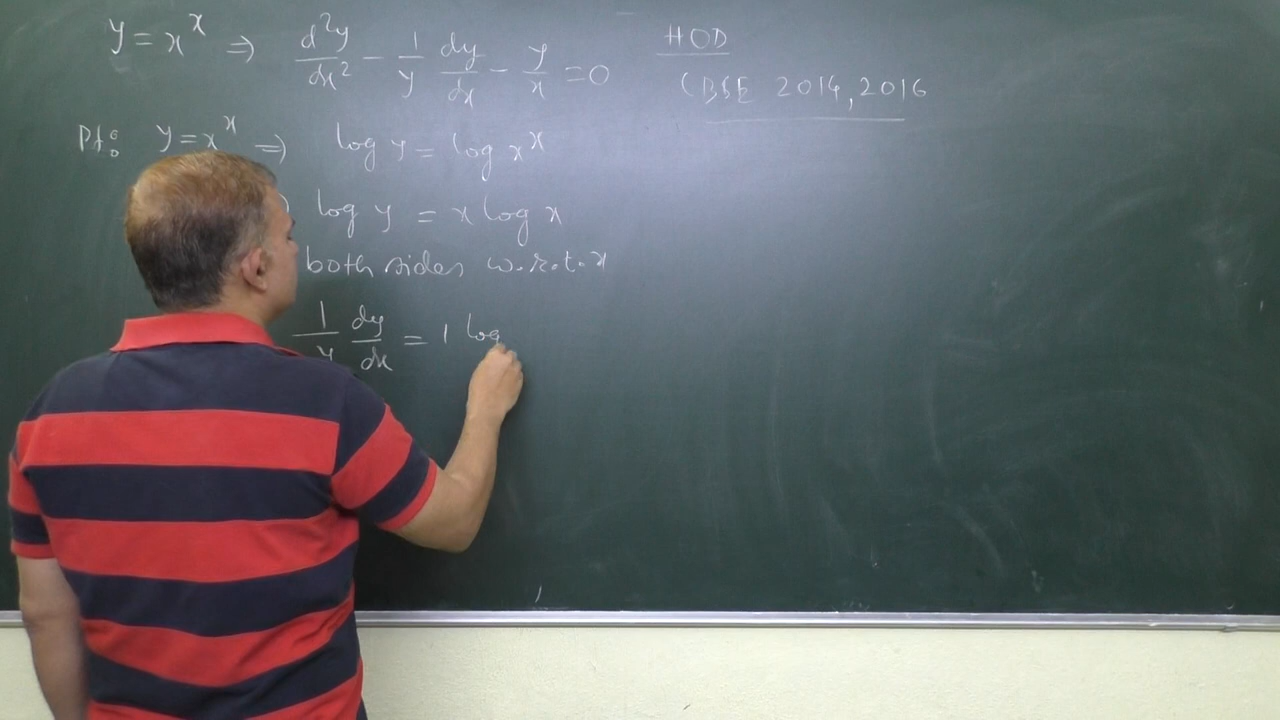 y = x^x ⇒ d²y/dx² − 1/y dy/dx − y/x = 0
HOD
CBSE 2014, 2016
Pf: y = x^x ⇒ log y = log x^x
log y = x log x
both sides w.r.t. x
1/y dy/dx = 1 log